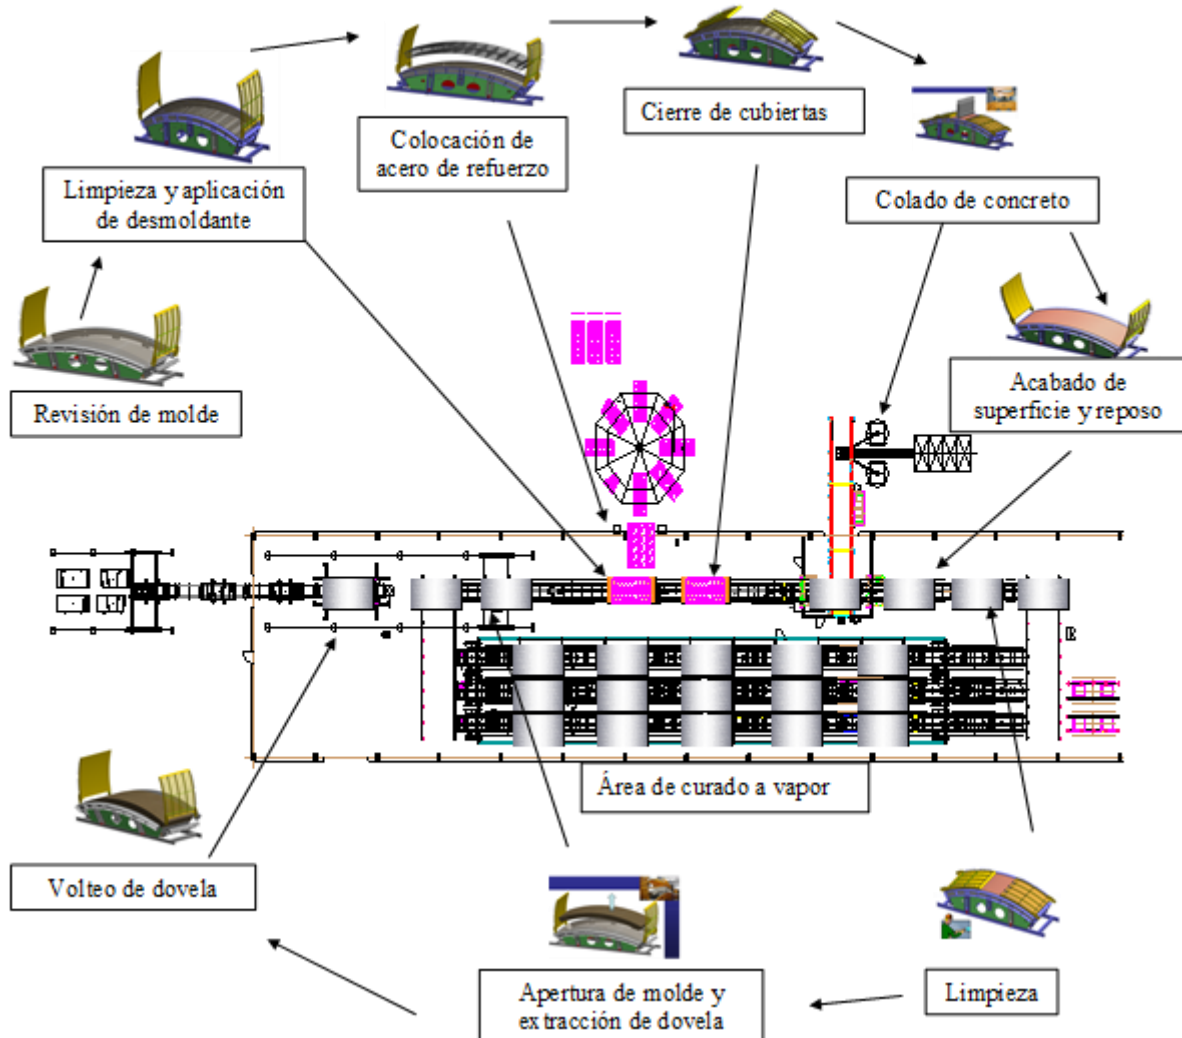 Cierre de cubiertas
Colocación de
acero de refuerzo
Limpieza y aplicación
de desmoldante
Colado de concreto
Revisión de molde
Acabado de
superficie y reposo
Área de curado a vapor
Volteo de dovela
Apertura de molde y
extracción de dovela
Limpieza